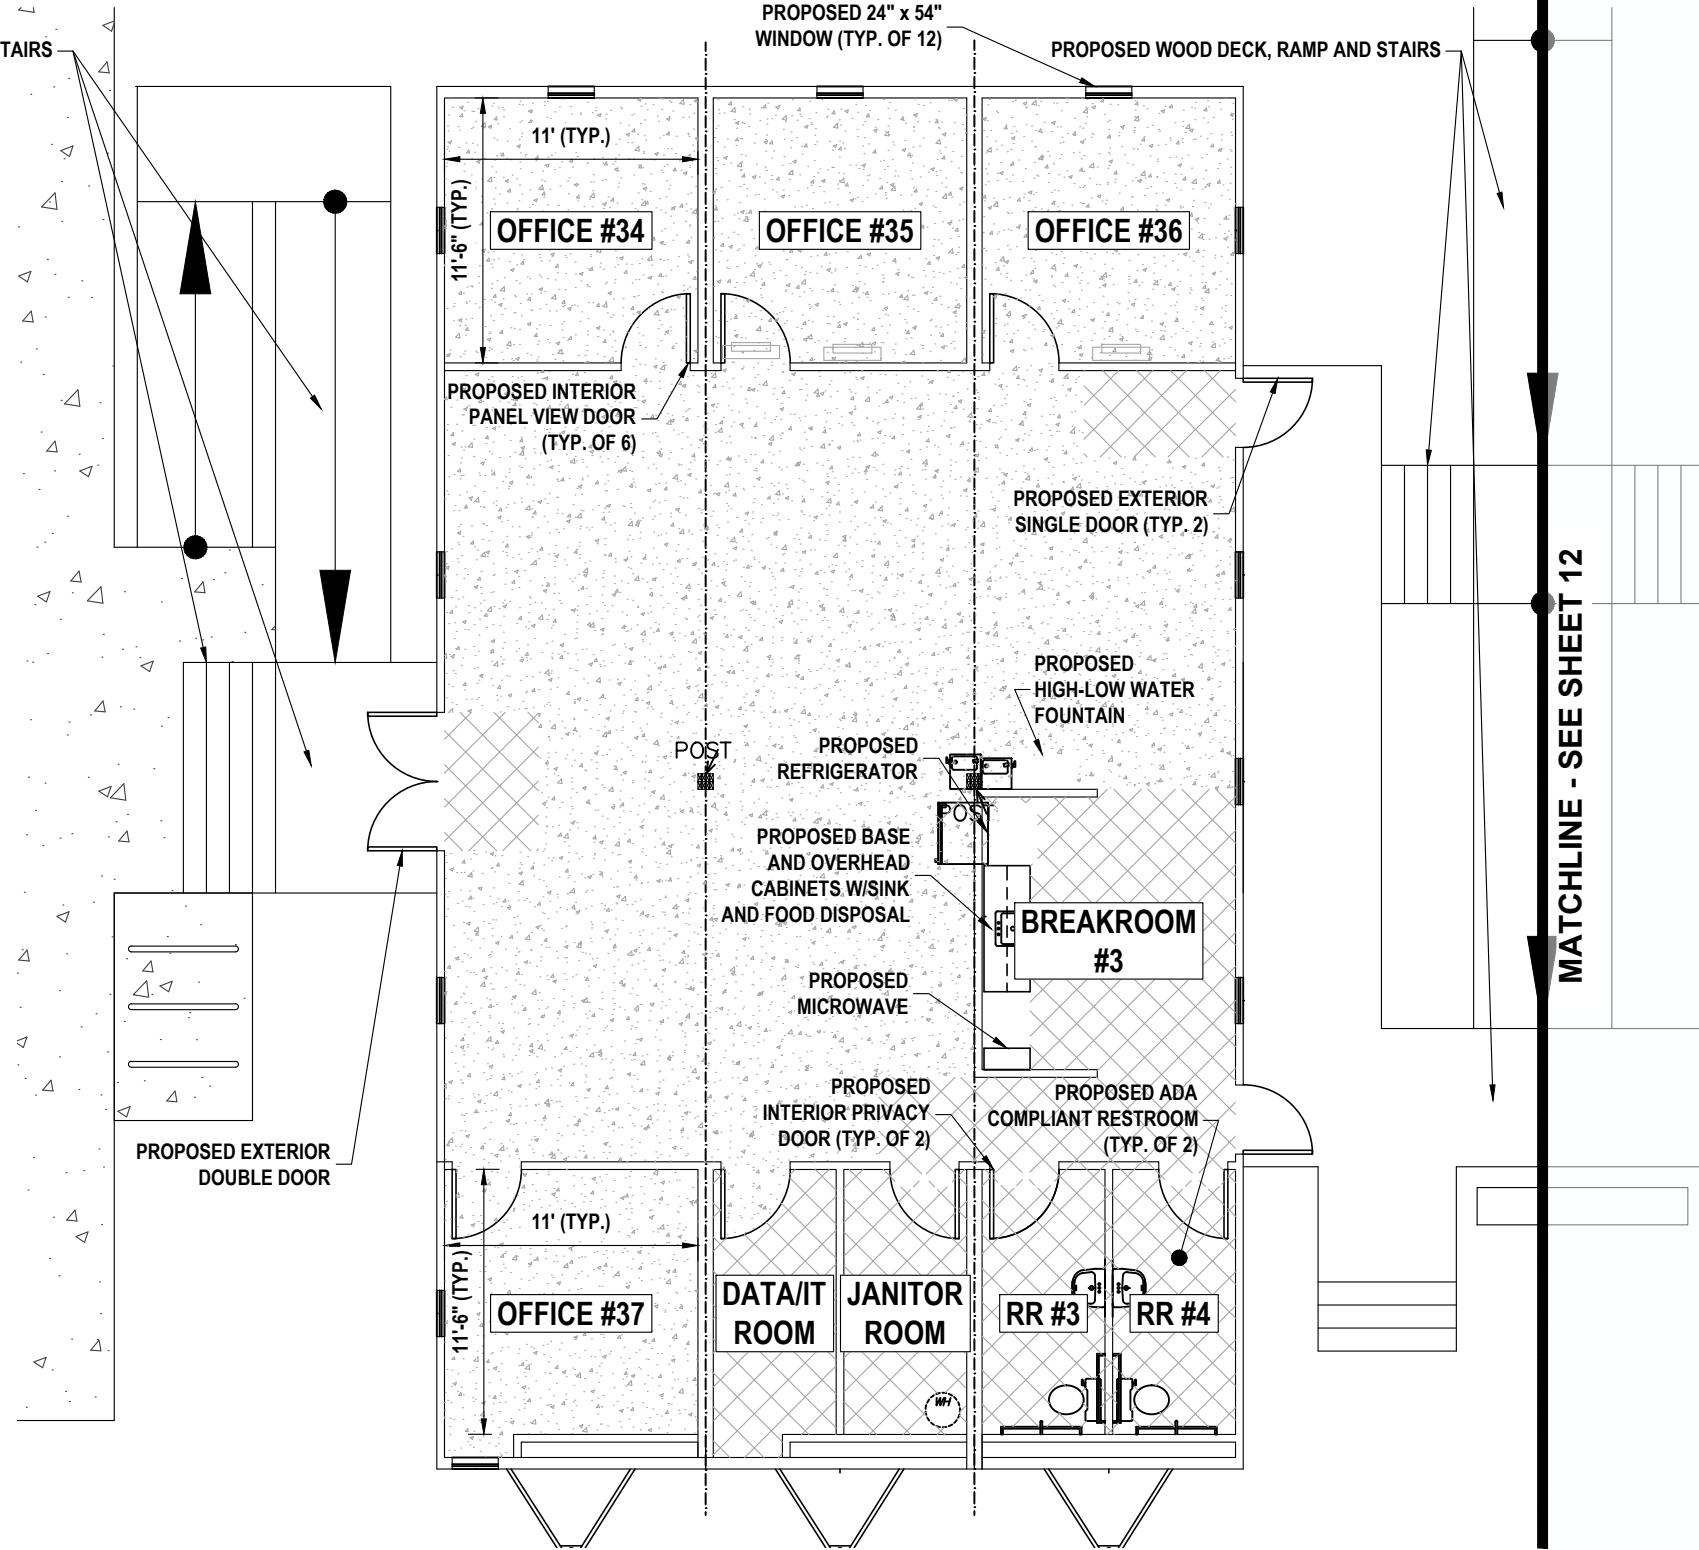 TAIRS
PROPOSED 24" x 54"
WINDOW (TYP. OF 12)
PROPOSED WOOD DECK, RAMP AND STAIRS
11' (TYP.)
11'-6" (TYP.)
OFFICE #34
OFFICE #35
OFFICE #36
PROPOSED INTERIOR
PANEL VIEW DOOR
(TYP. OF 6)
PROPOSED EXTERIOR
SINGLE DOOR (TYP. 2)
MATCHLINE - SEE SHEET 12
PROPOSED
HIGH-LOW WATER
FOUNTAIN
POST
PROPOSED
REFRIGERATOR
POST
PROPOSED BASE
AND OVERHEAD
CABINETS W/SINK
AND FOOD DISPOSAL
BREAKROOM
#3
PROPOSED
MICROWAVE
PROPOSED
INTERIOR PRIVACY
DOOR (TYP. OF 2)
PROPOSED ADA
COMPLIANT RESTROOM
(TYP. OF 2)
PROPOSED EXTERIOR
DOUBLE DOOR
11' (TYP.)
11'-6" (TYP.)
OFFICE #37
DATA/IT
ROOM
JANITOR
ROOM
RR #3
RR #4
WH